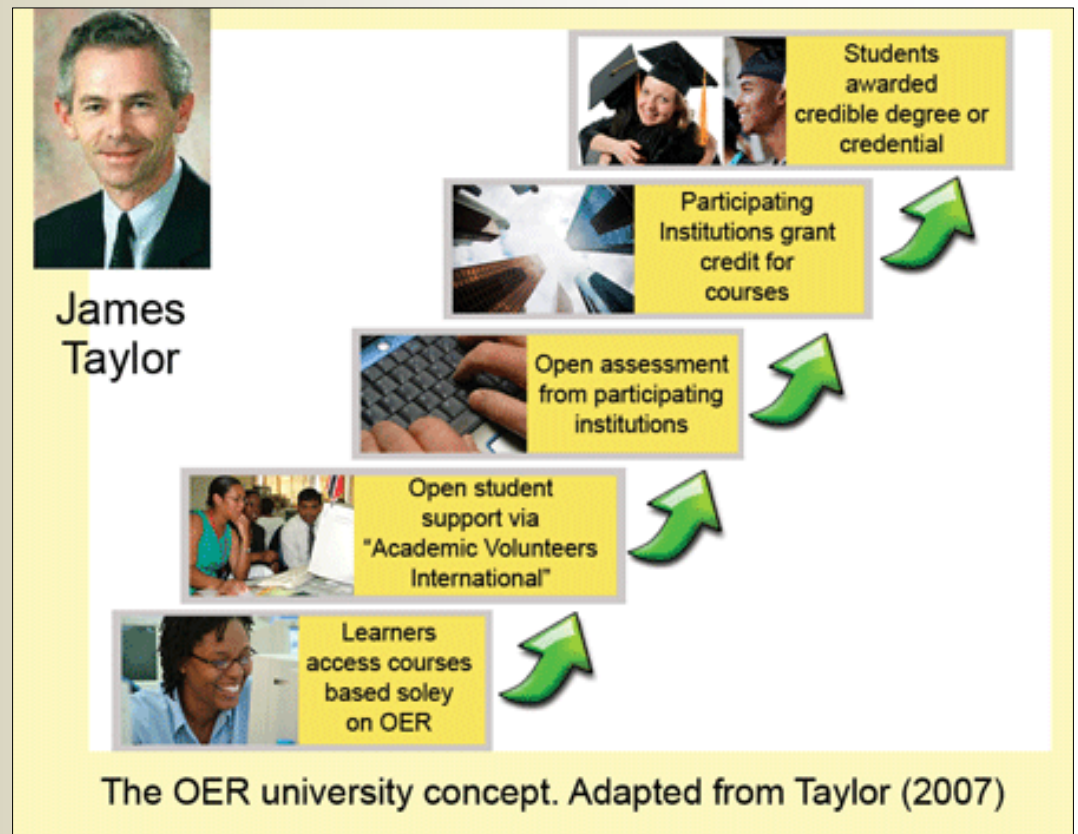 James
Taylor
Students
awarded
credible degree or
credential
Participating
Institutions grant
credit for
courses
Open assessment
from participating
institutions
Open student
support via
"Academic Volunteers
International"
Learners
access courses
based soley
on OER
The OER university concept. Adapted from Taylor (2007)